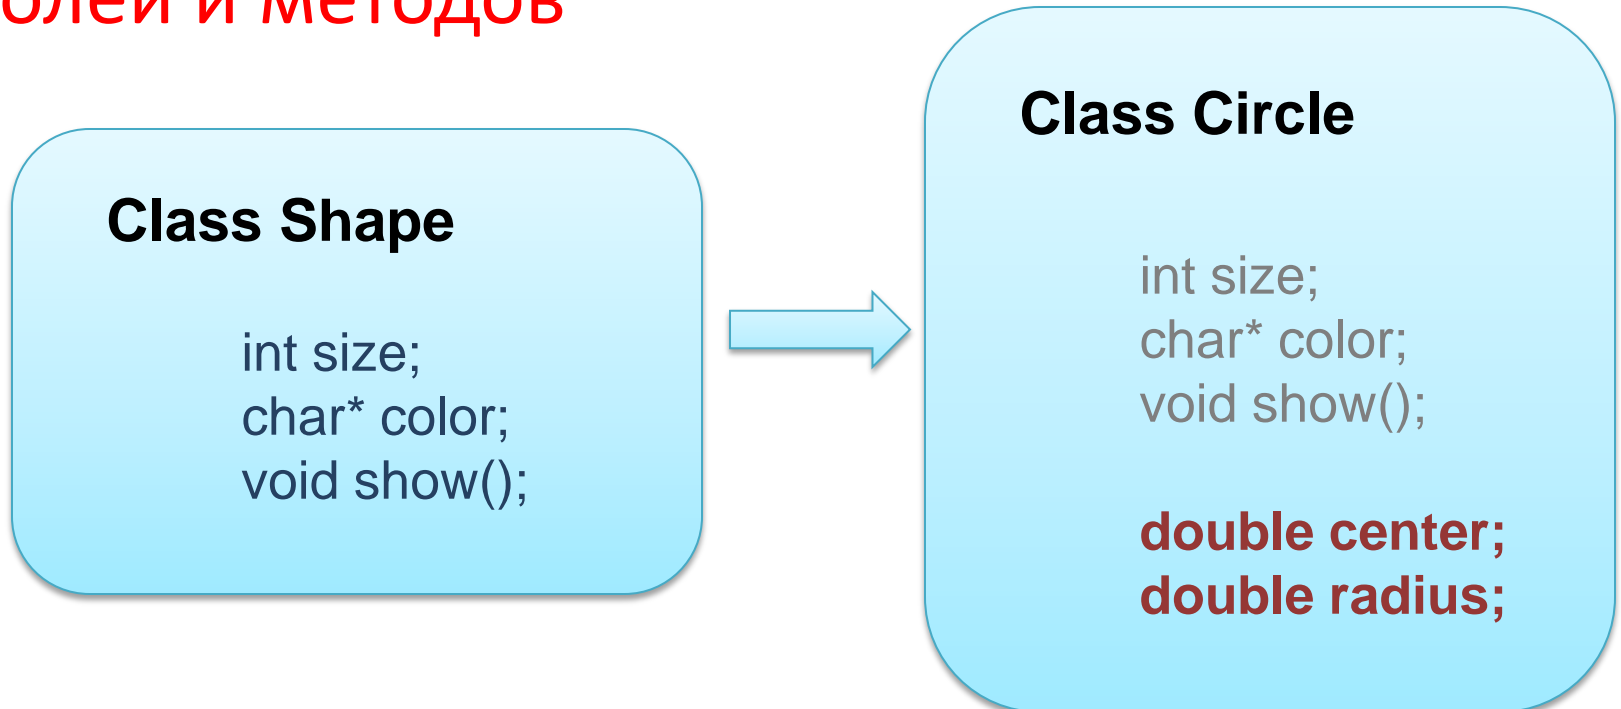 и методов
Class Shape
int size;
char* color;
void show();
Class Circle
int size;
char* color;
void show();
double center;
double radius;